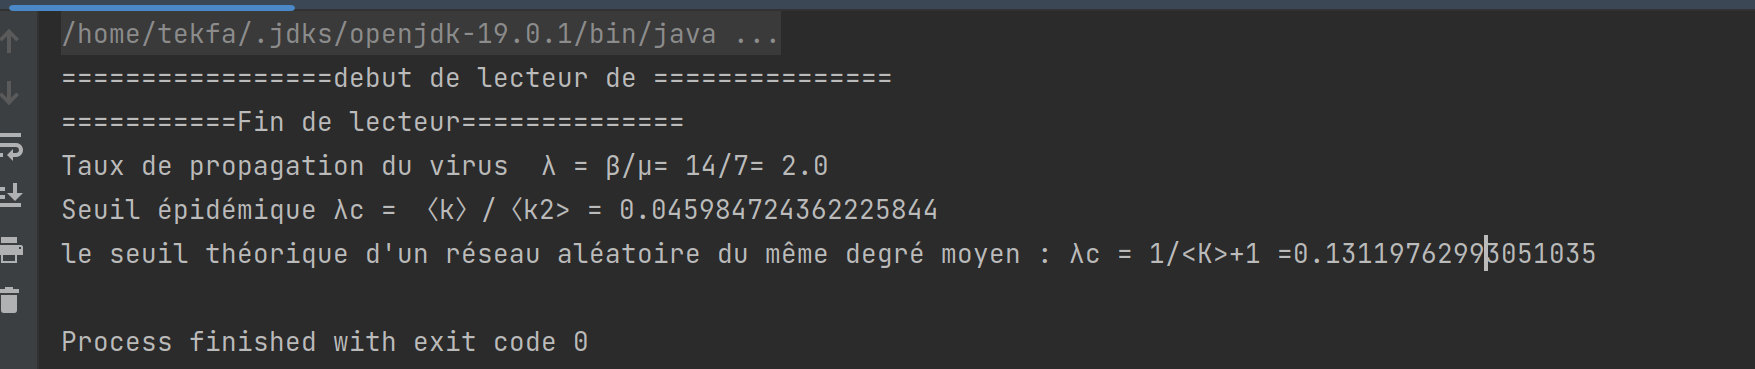 /home/tekfa/.jdks/openjdk-19.0.1/bin/java ...
=================debut de lecteur de ===============
===========Fin de lecteur==============
Taux de propagation du virus  λ = β/μ= 14/7= 2.0
Seuil épidémique λc = 〈k〉/〈k2> = 0.045984724362225844
le seuil théorique d'un réseau aléatoire du même degré moyen : λc = 1/<K>+1 =0.13119762993051035
Process finished with exit code 0